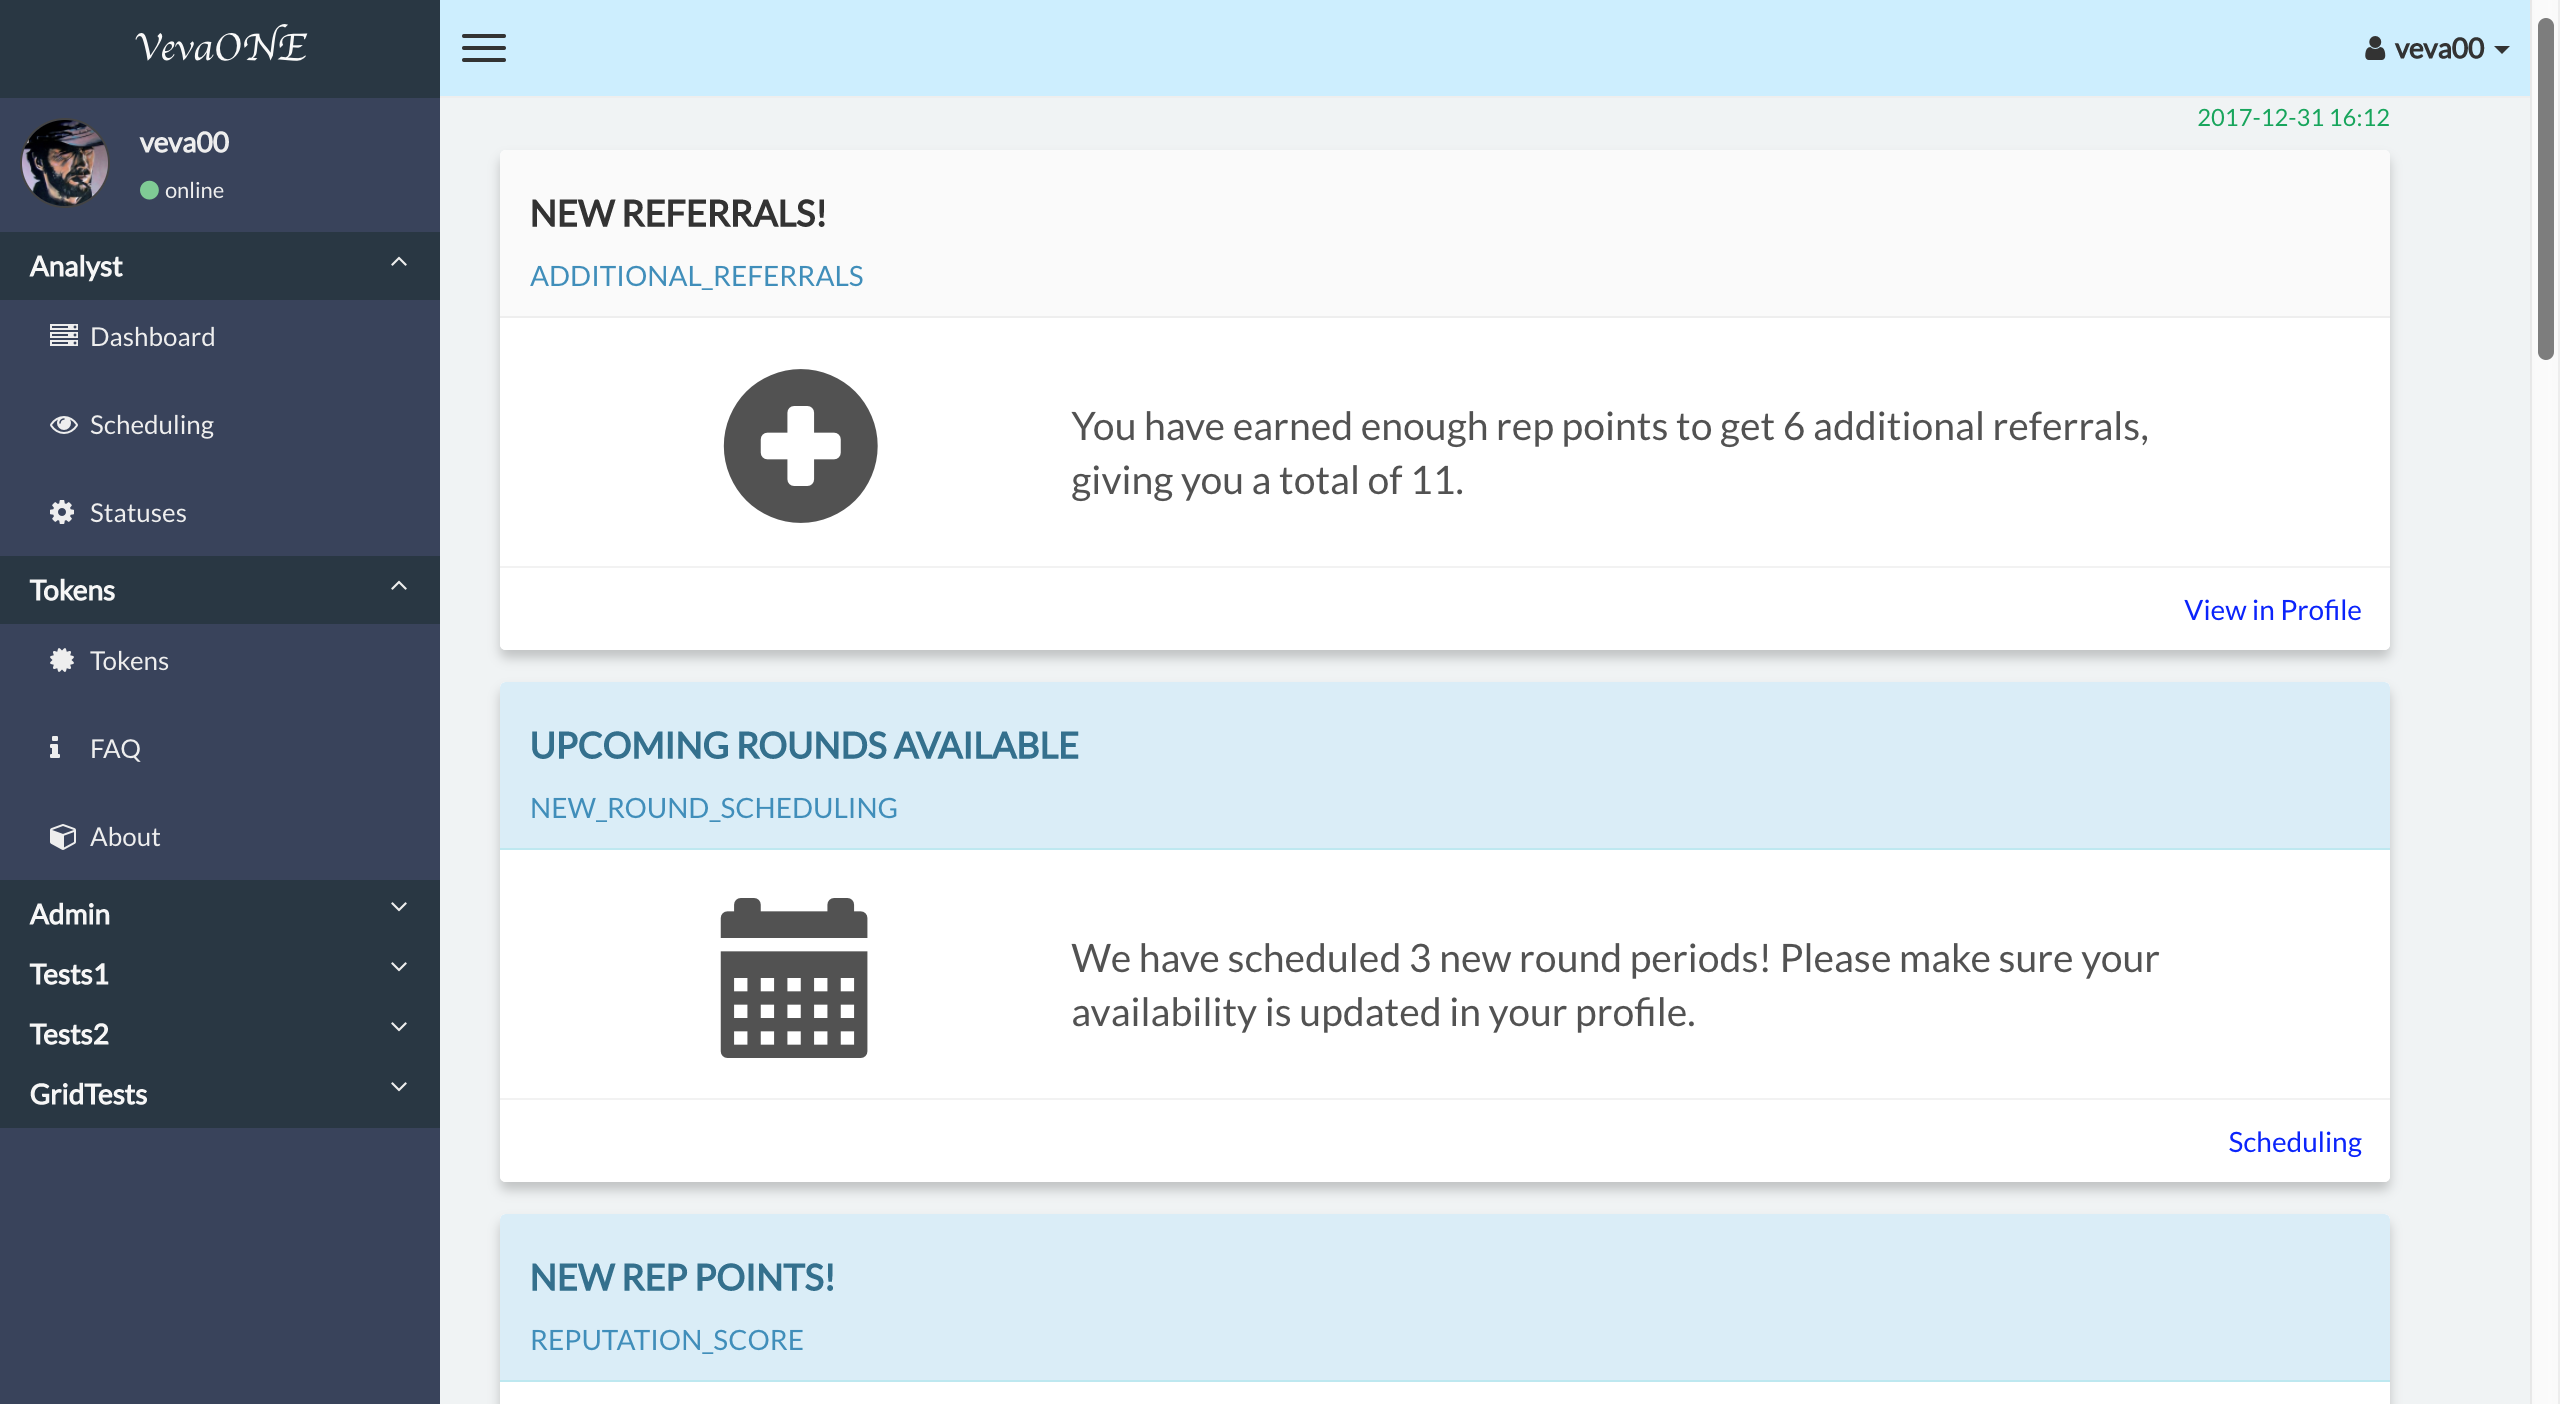 VevaONE
veva00
online
Analyst
Dashboard
Scheduling
Statuses
Tokens
Tokens
FAQ
About
Admin
Tests1
Tests2
GridTests
veva00
2017-12-31 16:12
NEW REFERRALS!
ADDITIONAL_REFERRALS
You have earned enough rep points to get 6 additional referrals,
giving you a total of 11.
View in Profile
UPCOMING ROUNDS AVAILABLE
NEW_ROUND_SCHEDULING
We have scheduled 3 new round periods! Please make sure your
availability is updated in your profile.
Scheduling
NEW REP POINTS!
REPUTATION_SCORE